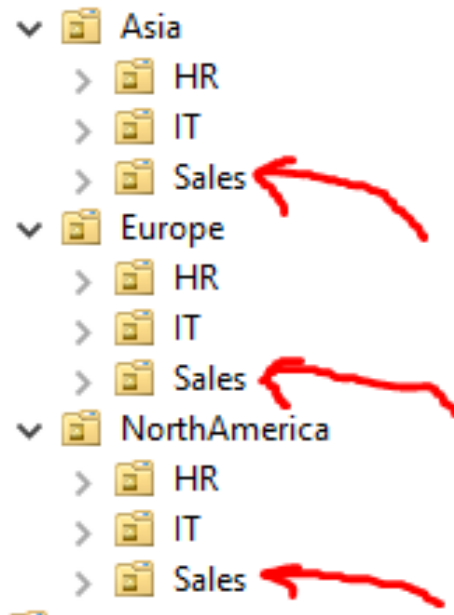 Asia
HR
IT
Sales
Europe
HR
IT
Sales
NorthAmerica
HR
IT
Sales